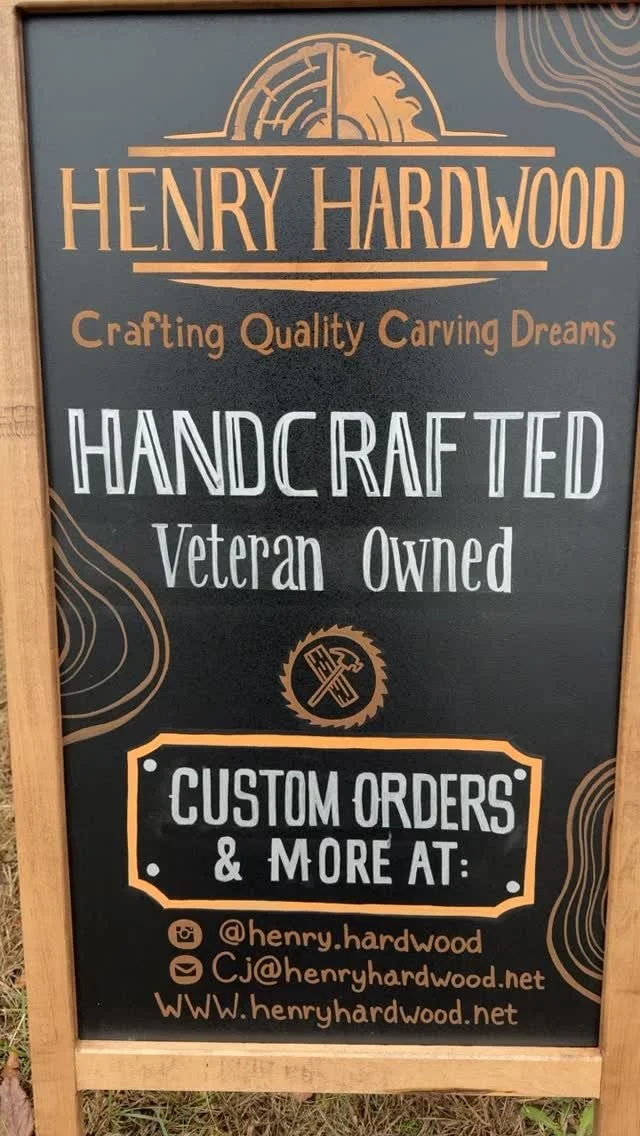 HENRY HARDWOOD
Crafting Quality Carving Dreams
HANDCRAFTED
Veteran Owned
CUSTOM ORDERS
& MORE AT:
@henry.hardwood
Cj@henryhardwood.net
WWW.henryhardwood.net